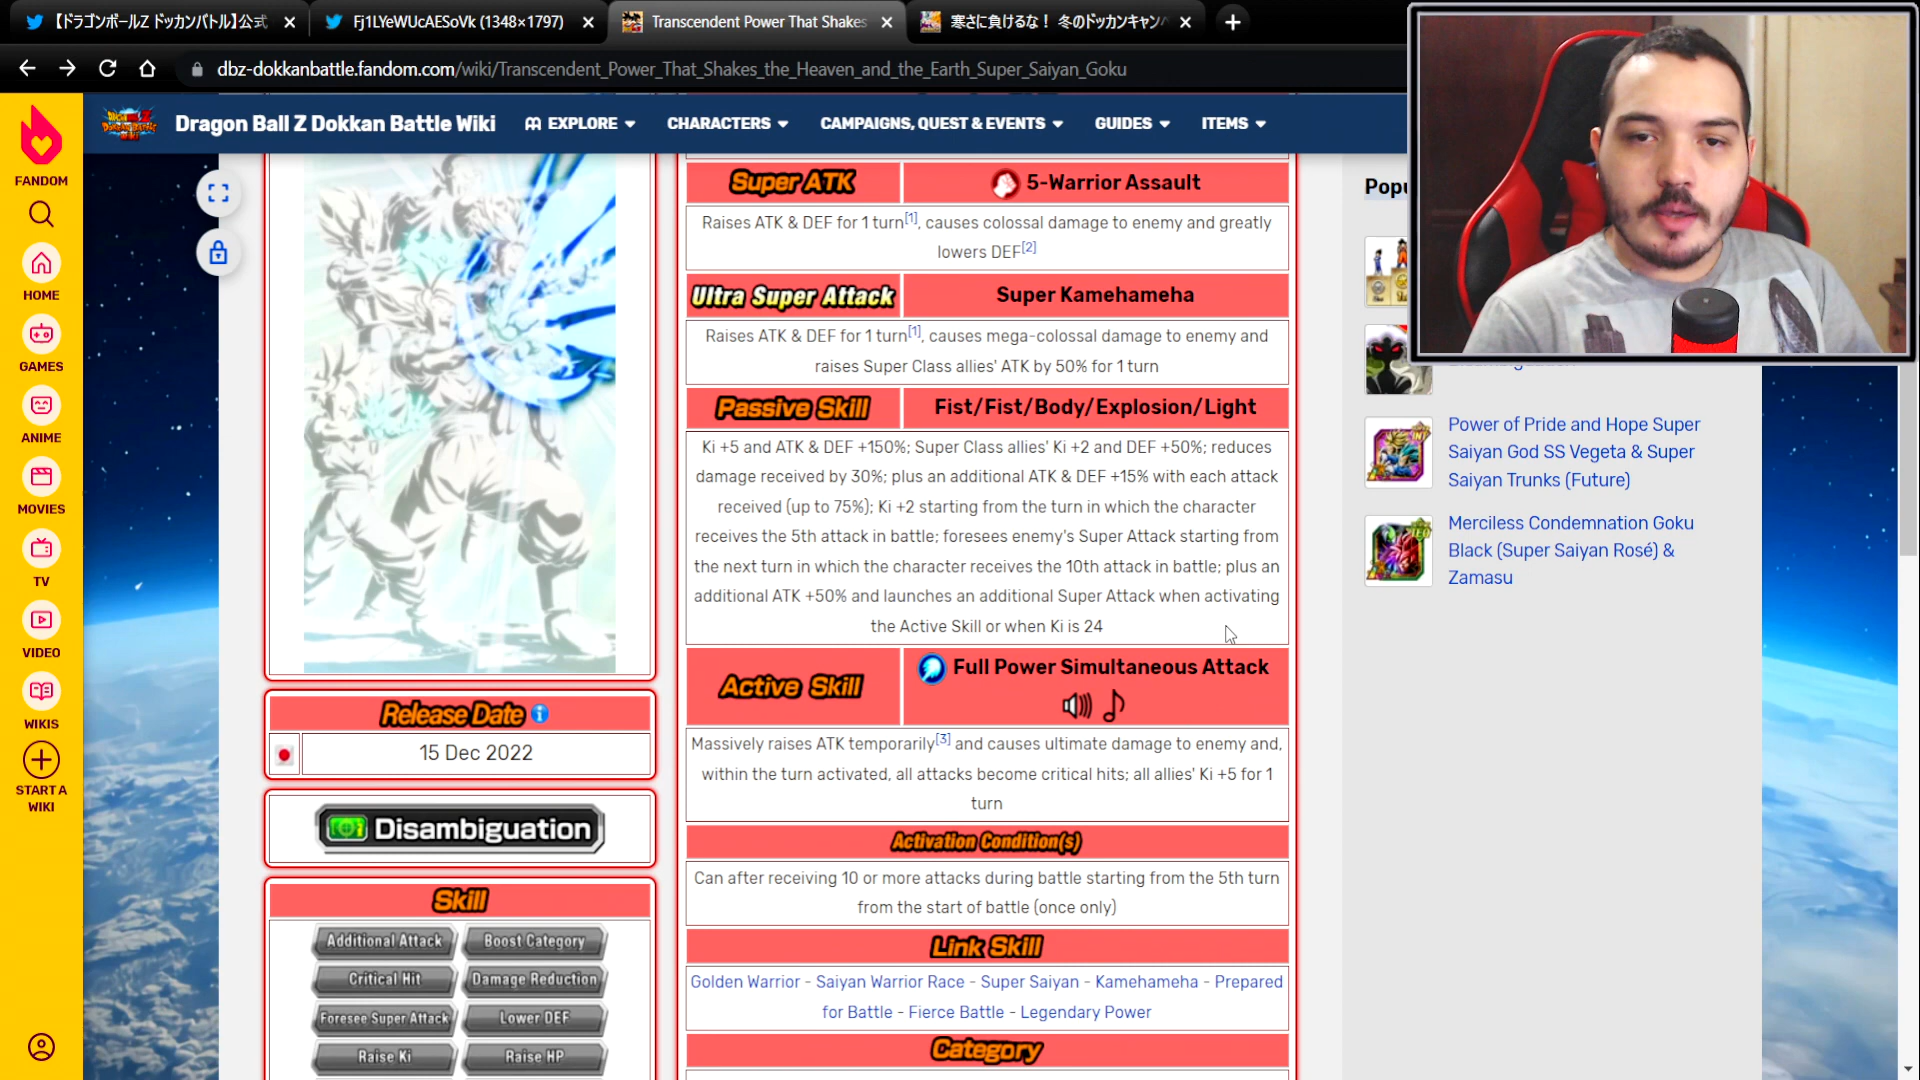 【ドラゴンボールZ ドッカンバトル】公式
Fj1LYeWUcAESoVk (1348×1797)
Transcendent Power That Shakes
寒さに負けるな！ 冬のドッカンキャンペ
dbz-dokkanbattle.fandom.com/wiki/Transcendent_Power_That_Shakes_the_Heaven_and_the_Earth_Super_Saiyan_Goku
Dragon Ball Z Dokkan Battle Wiki
EXPLORE
CHARACTERS
CAMPAIGNS, QUEST & EVENTS
GUIDES
ITEMS
FANDOM
HOME
GAMES
ANIME
MOVIES
TV
VIDEO
WIKIS
START A
WIKI
Release Date
15 Dec 2022
Disambiguation
Skill
Additional Attack
Boost Category
Critical Hit
Damage Reduction
Foresee Super Attack
Lower DEF
Raise Ki
Raise HP
Super ATK
5-Warrior Assault
Raises ATK & DEF for 1 turn[1], causes colossal damage to enemy and greatly
lowers DEF[2]
Ultra Super Attack
Super Kamehameha
Raises ATK & DEF for 1 turn[1], causes mega-colossal damage to enemy and
raises Super Class allies' ATK by 50% for 1 turn
Passive Skill
Fist/Fist/Body/Explosion/Light
Ki +5 and ATK & DEF +150%; Super Class allies' Ki +2 and DEF +50%; reduces
damage received by 30%; plus an additional ATK & DEF +15% with each attack
received (up to 75%); Ki +2 starting from the turn in which the character
receives the 5th attack in battle; foresees enemy's Super Attack starting from
the next turn in which the character receives the 10th attack in battle; plus an
additional ATK +50% and launches an additional Super Attack when activating
the Active Skill or when Ki is 24
Active Skill
Full Power Simultaneous Attack
Massively raises ATK temporarily[3] and causes ultimate damage to enemy and,
within the turn activated, all attacks become critical hits; all allies' Ki +5 for 1
turn
Activation Condition(s)
Can after receiving 10 or more attacks during battle starting from the 5th turn
from the start of battle (once only)
Link Skill
Golden Warrior - Saiyan Warrior Race - Super Saiyan - Kamehameha - Prepared
for Battle - Fierce Battle - Legendary Power
Category
Popu
Power of Pride and Hope Super
Saiyan God SS Vegeta & Super
Saiyan Trunks (Future)
Merciless Condemnation Goku
Black (Super Saiyan Rosé) &
Zamasu